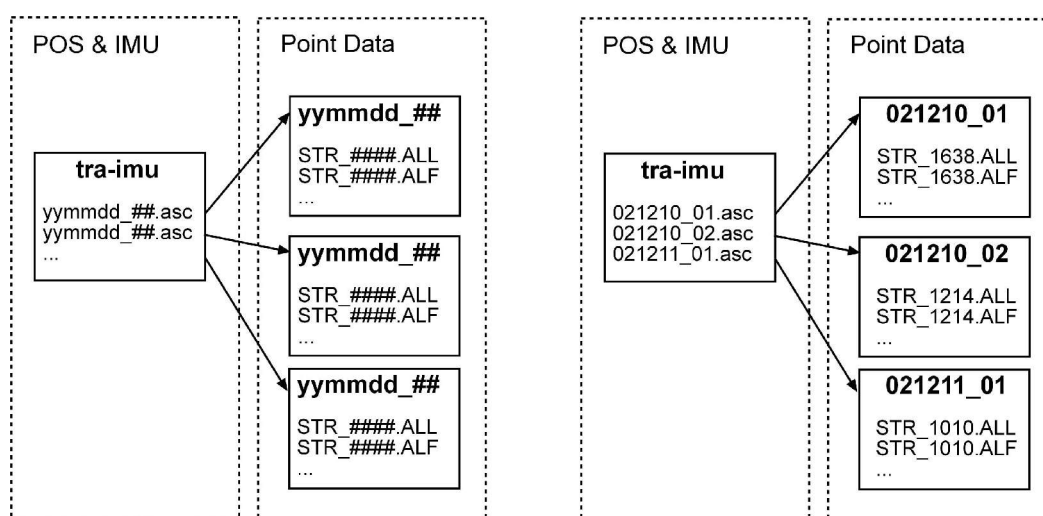 POS & IMU
tra-imu
yymmdd_##.asc
yymmdd_##.asc
...
Point Data
yymmdd_##
STR_####.ALL
STR_####.ALF
...
yymmdd_##
STR_####.ALL
STR_####.ALF
...
yymmdd_##
STR_####.ALL
STR_####.ALF
...
POS & IMU
tra-imu
021210_01.asc
021210_02.asc
021211_01.asc
Point Data
021210_01
STR_1638.ALL
STR_1638.ALF
...
021210_02
STR_1214.ALL
STR_1214.ALF
...
021211_01
STR_1010.ALL
STR_1010.ALF
...